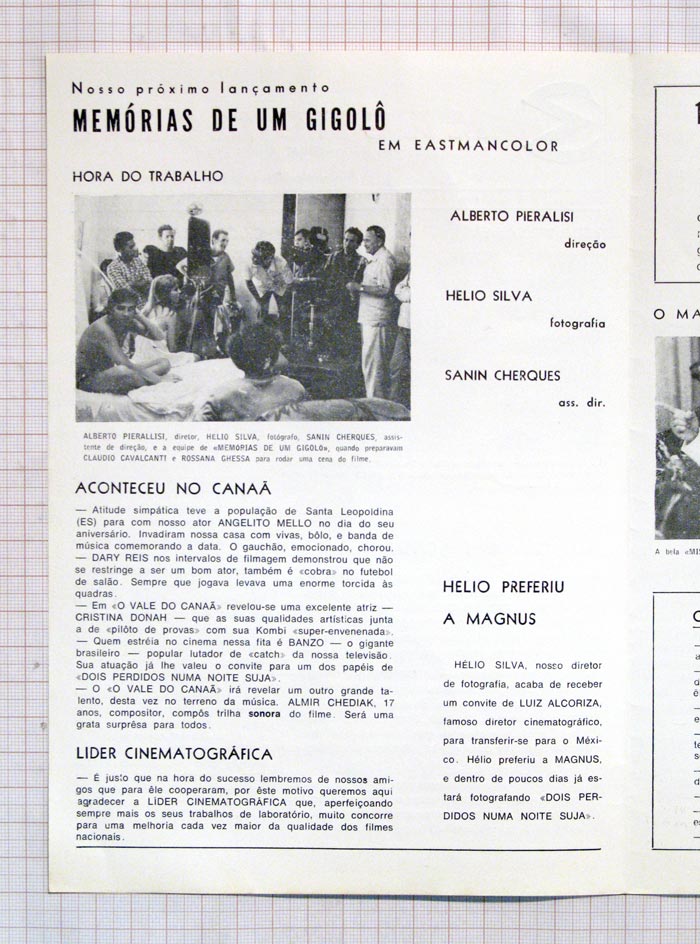 Nosso próximo lançamento
MEMÓRIAS DE UM GIGOLÔ
EM EASTMANCOLOR
HORA DO TRABALHO
ALBERTO PIERALISI
direção
HELIO SILVA
fotografia
SANIN CHERQUES
ass. dir.
ALBERTO PIERALLISI, diretor, HELIO SILVA, fotógrafo, SANIN CHERQUES, assis-
tente de direção, e a equipe de «MEMORIAS DE UM GIGOLO», quando preparavam
CLAUDIO CAVALCANTI e ROSSANA GHESSA para rodar uma cena do filme.
ACONTECEU NO CANAÃ
— Atitude simpática teve a população de Santa Leopoldina
(ES) para com nosso ator ANGELITO MELLO no dia do seu
aniversário. Invadiram nossa casa com vivas, bôlo, e banda de
música comemorando a data. O gauchão, emocionado, chorou.
— DARY REIS nos intervalos de filmagem demonstrou que não
se restringe a ser um bom ator, também é «cobra» no futebol
de salão. Sempre que jogava levava uma enorme torcida às
quadras.
— Em «O VALE DO CANAÃ» revelou-se uma excelente atriz —
CRISTINA DONAH — que as suas qualidades artísticas junta
a de «pilôto de provas» com sua Kombi «super-envenenada».
— Quem estréia no cinema nessa fita é BANZO — o gigante
brasileiro — popular lutador de «catch» da nossa televisão.
Sua atuação já lhe valeu o convite para um dos papéis de
«DOIS PERDIDOS NUMA NOITE SUJA».
— O «O VALE DO CANAÃ» irá revelar um outro grande ta-
lento, desta vez no terreno da música. ALMIR CHEDIAK, 17
anos, compositor, compôs trilha sonora do filme. Será uma
grata surprêsa para todos.
LIDER CINEMATOGRÁFICA
— É justo que na hora do sucesso lembremos de nossos ami-
gos que para êle cooperaram, por êste motivo queremos aqui
agradecer a LÍDER CINEMATOGRÁFICA que, aperfeiçoando
sempre mais os seus trabalhos de laboratório, muito concorre
para uma melhoria cada vez maior da qualidade dos filmes
nacionais.
HELIO PREFERIU
A MAGNUS
HÉLIO SILVA, nosso diretor
de fotografia, acaba de receber
um convite de LUIZ ALCORIZA,
famoso diretor cinematográfico,
para transferir-se para o Méxi-
co. Hélio preferiu a MAGNUS,
e dentro de poucos dias já es-
tará fotografando «DOIS PER-
DIDOS NUMA NOITE SUJA».
O MA
A bela «MIS